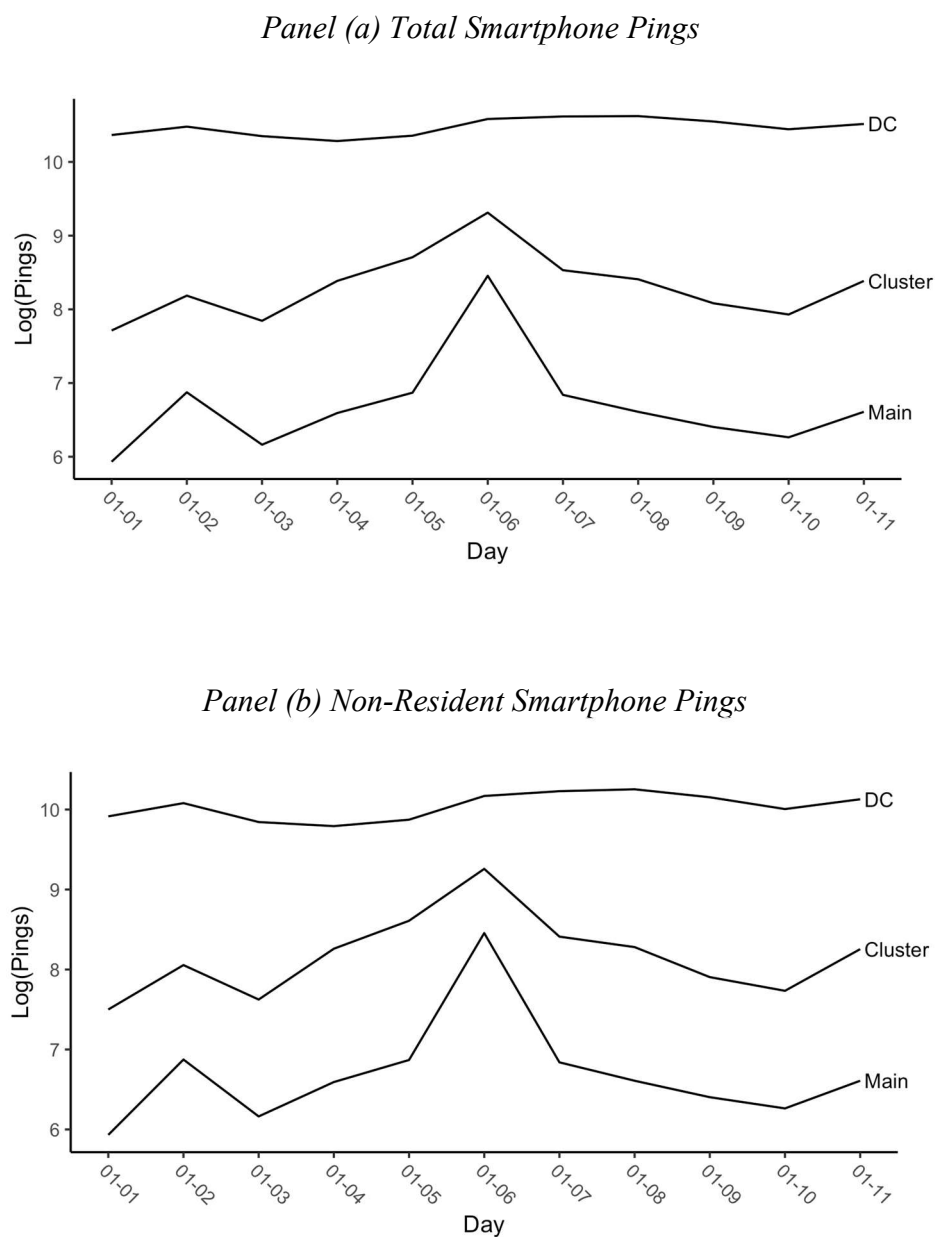 Panel (a) Total Smartphone Pings
Log(Pings)
10
9
8
7
6
DC
Cluster
Main
01-01
01-02
01-03
01-04
01-05
01-06
01-07
01-08
01-09
01-10
01-11
Day
Panel (b) Non-Resident Smartphone Pings
Log(Pings)
10
9
8
7
6
DC
Cluster
Main
01-01
01-02
01-03
01-04
01-05
01-06
01-07
01-08
01-09
01-10
01-11
Day